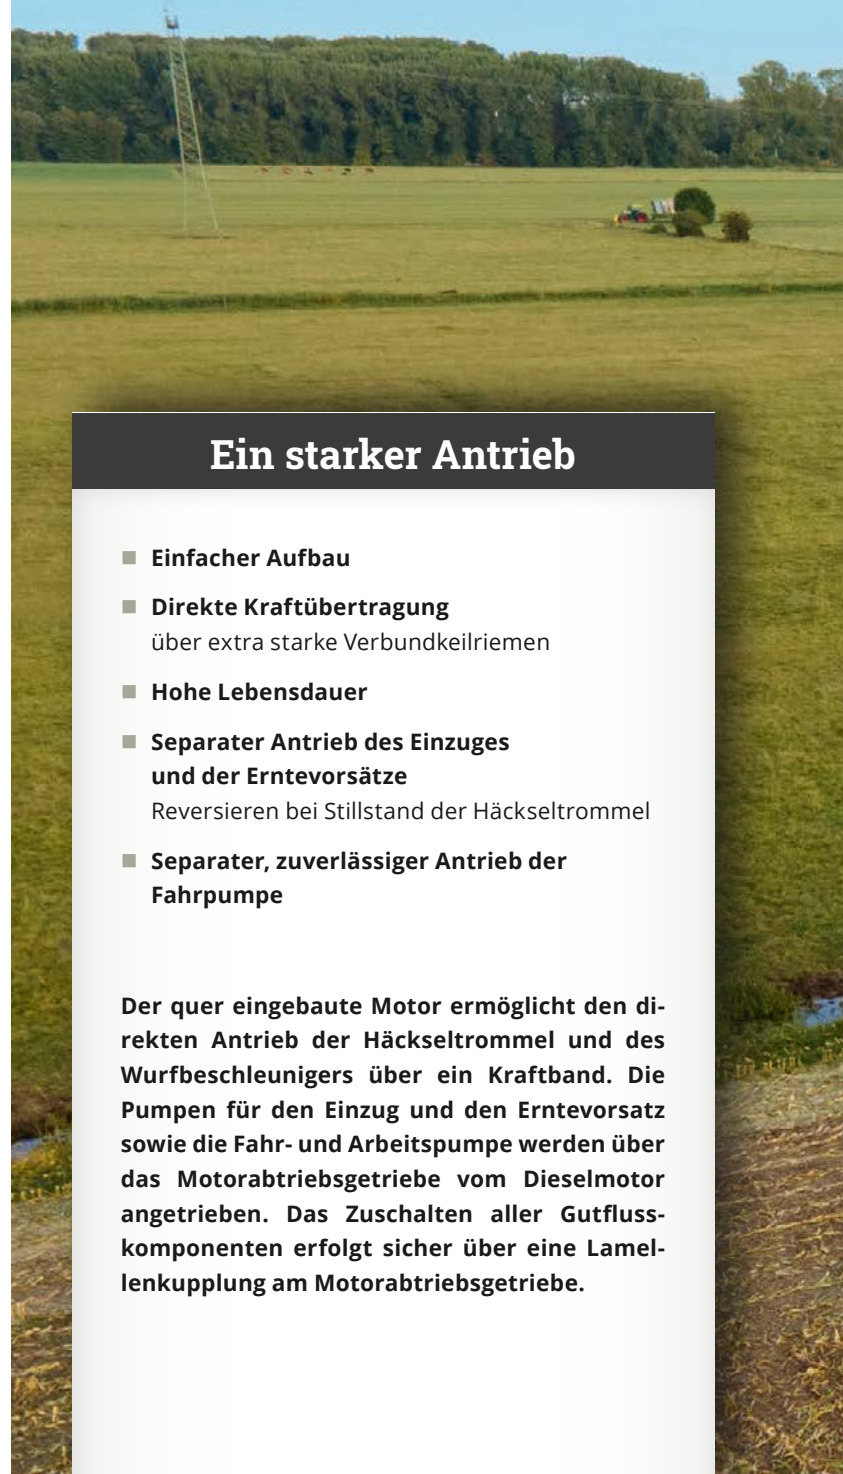 Ein starker Antrieb
Einfacher Aufbau
Direkte Kraftübertragung
über extra starke Verbundkeilriemen
Hohe Lebensdauer
Separater Antrieb des Einzuges
und der Erntevorsätze
Reversieren bei Stillstand der Häckseltrommel
Separater, zuverlässiger Antrieb der
Fahrpumpe
Der quer eingebaute Motor ermöglicht den di-
rekten Antrieb der Häckseltrommel und des
Wurfbeschleunigers über ein Kraftband. Die
Pumpen für den Einzug und den Erntevorsatz
sowie die Fahr- und Arbeitspumpe werden über
das Motorabtriebsgetriebe vom Dieselmotor
angetrieben. Das Zuschalten aller Gutfluss-
komponenten erfolgt sicher über eine Lamel-
lenkupplung am Motorabtriebsgetriebe.